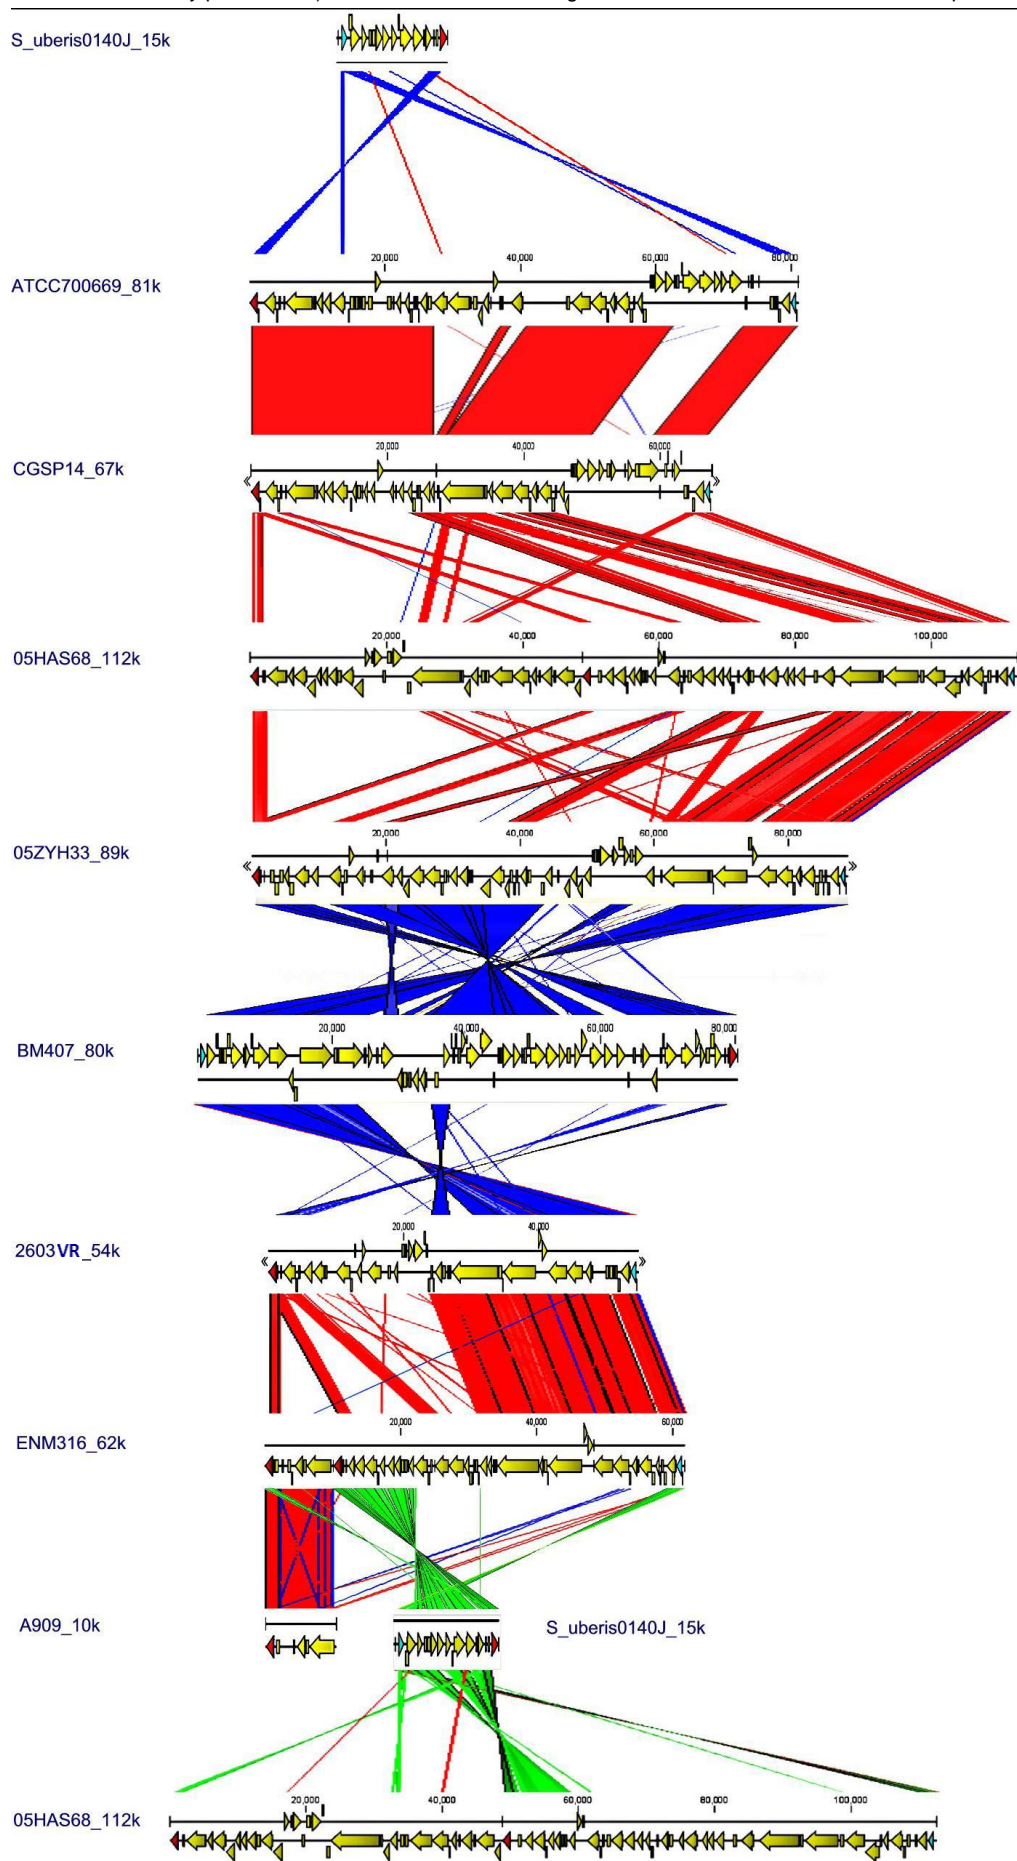 S_uberis0140J_15k
20,000 40,000 60,000 80,000
ATCC700669_81k
20,000 40,000 60,000
CGSP14_67k
20,000 40,000 60,000 80,000 100,000
05HAS68_112k
20,000 40,000 60,000 80,000
05ZYH33_89k
20,000 40,000 60,000 80,000
BM407_80k
20,000 40,000
2603VR_54k
20,000 40,000 60,000
ENM316_62k
A909_10k S_uberis0140J_15k
20,000 40,000 60,000 80,000 100,000
05HAS68_112k